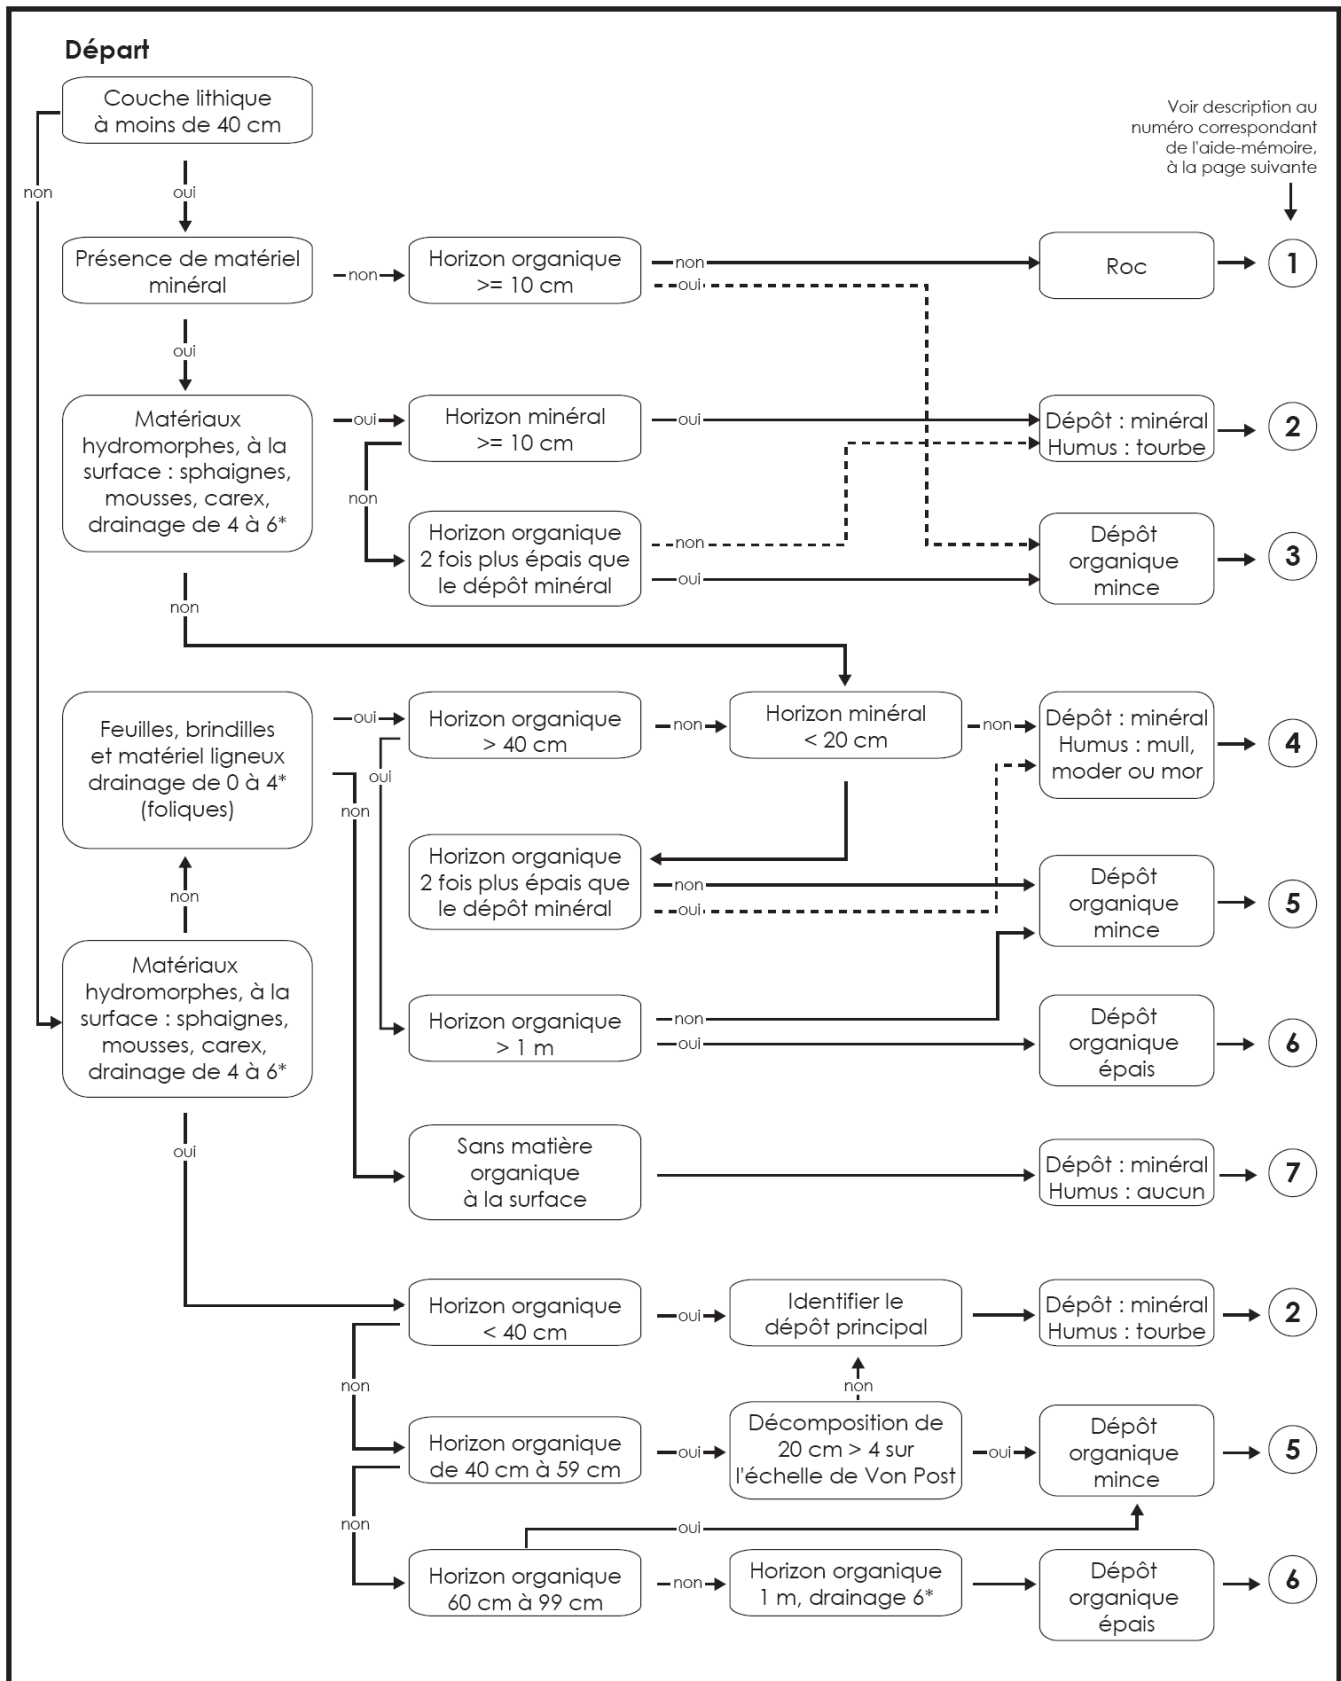 Départ
Couche lithique
à moins de 40 cm
Voir description au
numéro correspondant
de l'aide-mémoire,
à la page suivante
non
oui
Présence de matériel
minéral
non
Horizon organique
>= 10 cm
non
oui
Roc
1
oui
Matériaux
hydromorphes, à la
surface : sphaignes,
mousses, carex,
drainage de 4 à 6*
oui
Horizon minéral
>= 10 cm
oui
Dépôt : minéral
Humus : tourbe
2
non
Horizon organique
2 fois plus épais que
le dépôt minéral
non
oui
Dépôt
organique
mince
3
non
Feuilles, brindilles
et matériel ligneux
drainage de 0 à 4*
(foliques)
oui
Horizon organique
> 40 cm
non
Horizon minéral
< 20 cm
non
Dépôt : minéral
Humus : mull,
moder ou mor
4
oui
non
Horizon organique
2 fois plus épais que
le dépôt minéral
non
oui
Dépôt
organique
mince
5
non
Matériaux
hydromorphes, à la
surface : sphaignes,
mousses, carex,
drainage de 4 à 6*
Horizon organique
> 1 m
non
oui
Dépôt
organique
épais
6
oui
Sans matière
organique
à la surface
Dépôt : minéral
Humus : aucun
7
Horizon organique
< 40 cm
oui
Identifier le
dépôt principal
Dépôt : minéral
Humus : tourbe
2
non
non
Horizon organique
de 40 cm à 59 cm
oui
Décomposition de
20 cm > 4 sur
l'échelle de Von Post
oui
Dépôt
organique
mince
5
non
oui
Horizon organique
60 cm à 99 cm
non
Horizon organique
1 m, drainage 6*
Dépôt
organique
épais
6